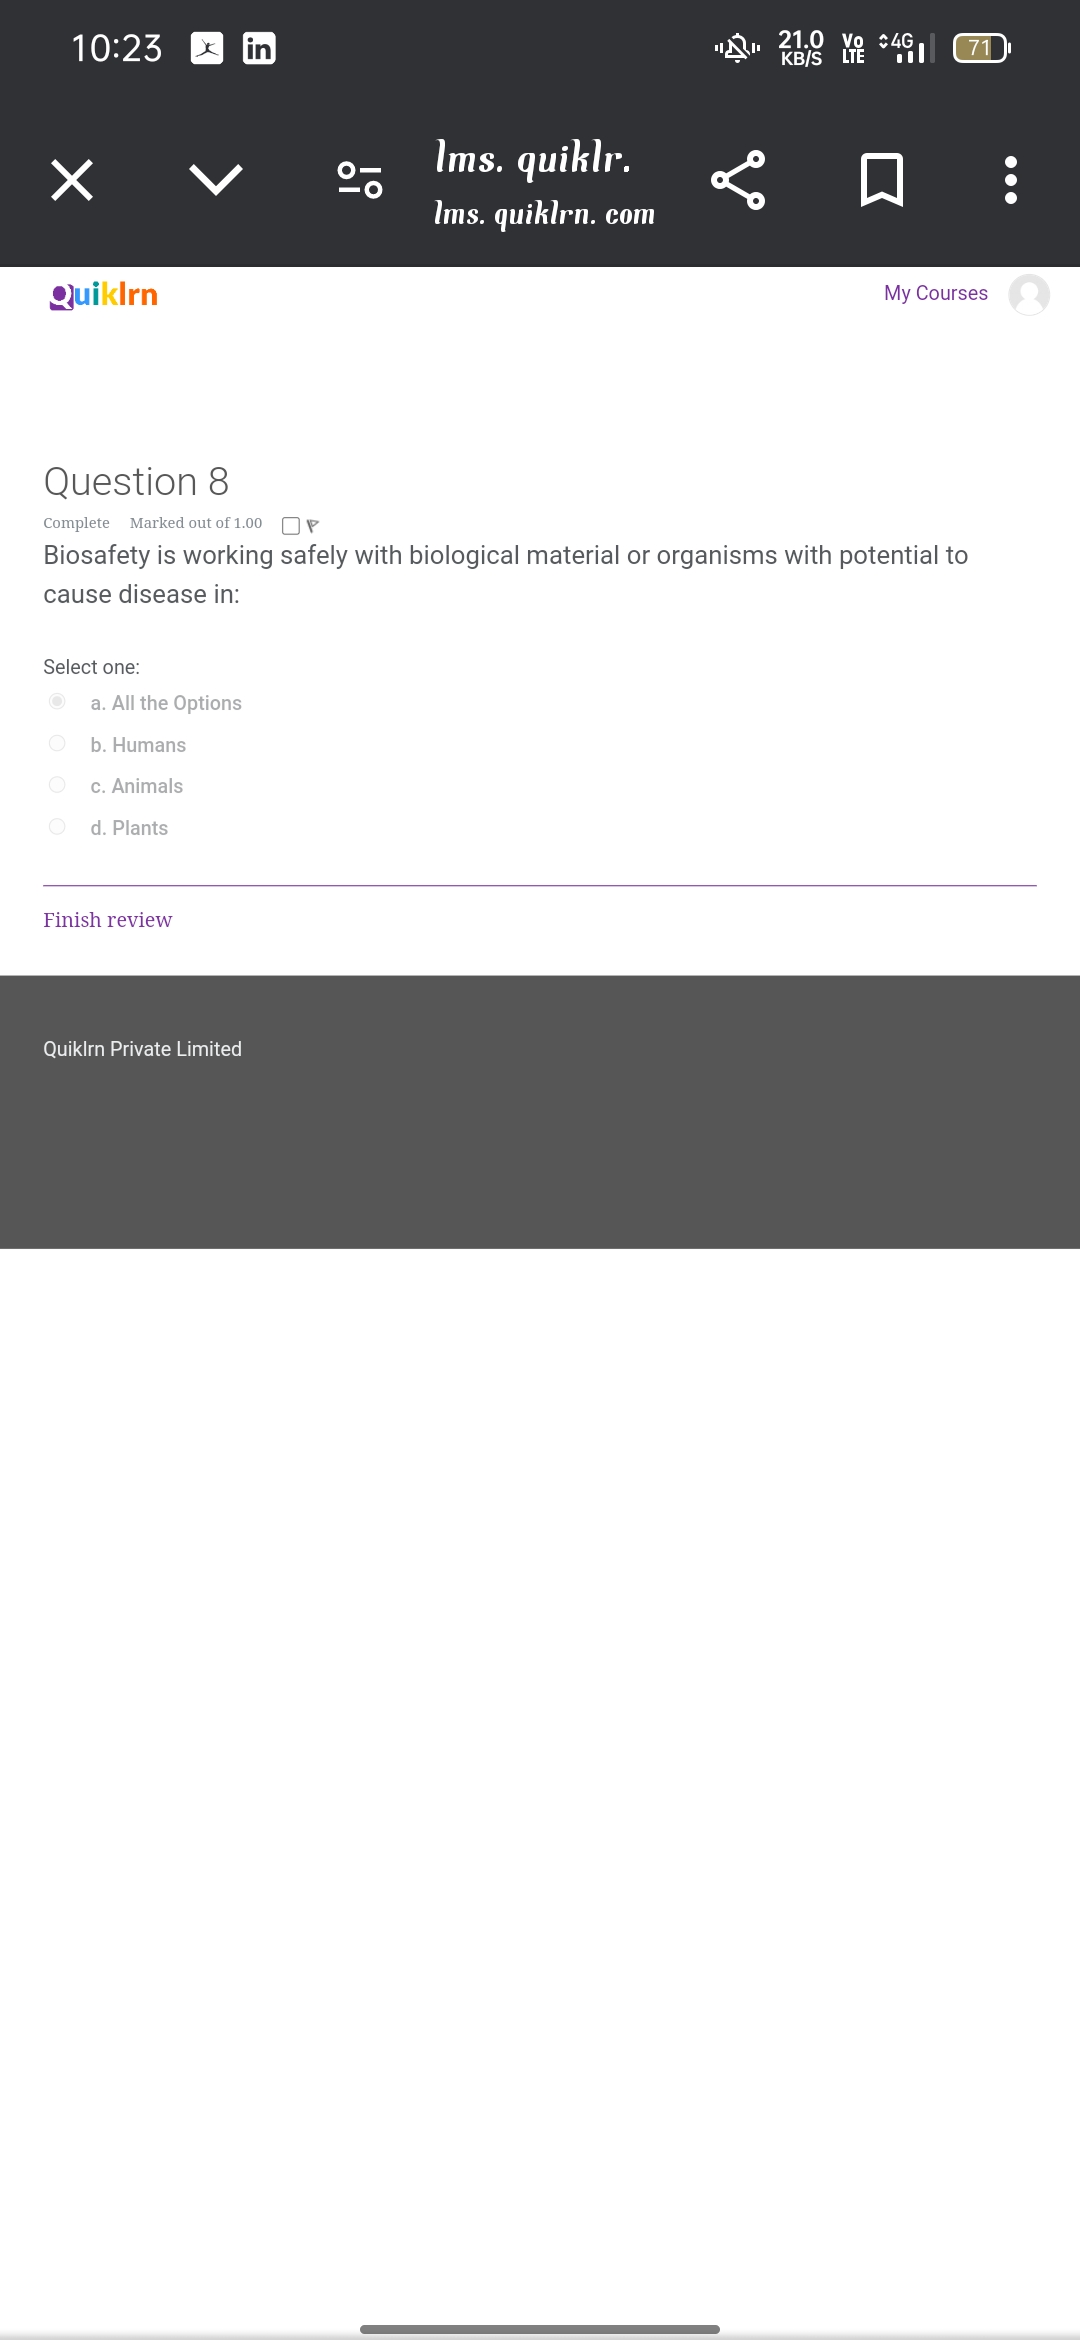 10:23 in 21.0 KB/S Vo LTE 4G 71
lms. quiklr.
lms. quiklrn. com
Quiklrn My Courses
Question 8
Complete Marked out of 1.00
Biosafety is working safely with biological material or organisms with potential to
cause disease in:
Select one:
a. All the Options
b. Humans
c. Animals
d. Plants
Finish review
Quiklrn Private Limited